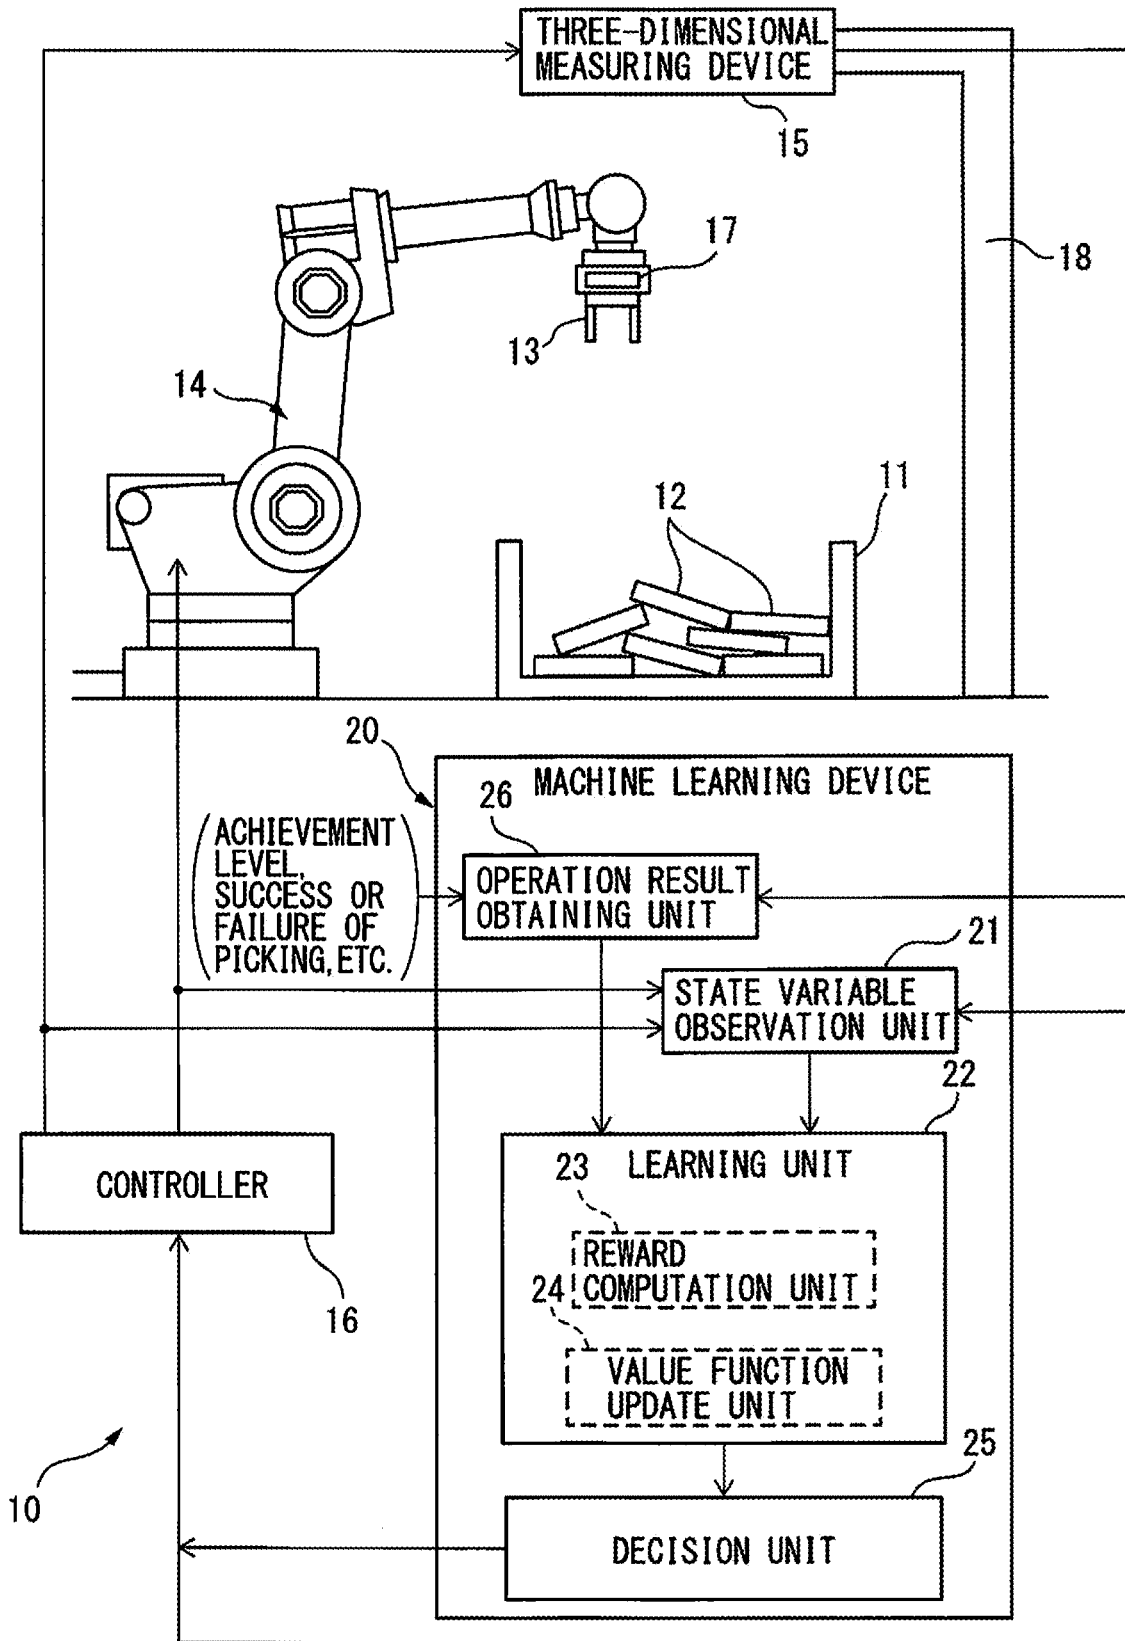 THREE-DIMENSIONAL
MEASURING DEVICE
15
17
18
13
14
11
12
20
MACHINE LEARNING DEVICE
26
ACHIEVEMENT
LEVEL,
SUCCESS OR
FAILURE OF
PICKING, ETC.
OPERATION RESULT
OBTAINING UNIT
21
STATE VARIABLE
OBSERVATION UNIT
22
CONTROLLER
16
23
LEARNING UNIT
REWARD
COMPUTATION UNIT
24
VALUE FUNCTION
UPDATE UNIT
25
10
DECISION UNIT